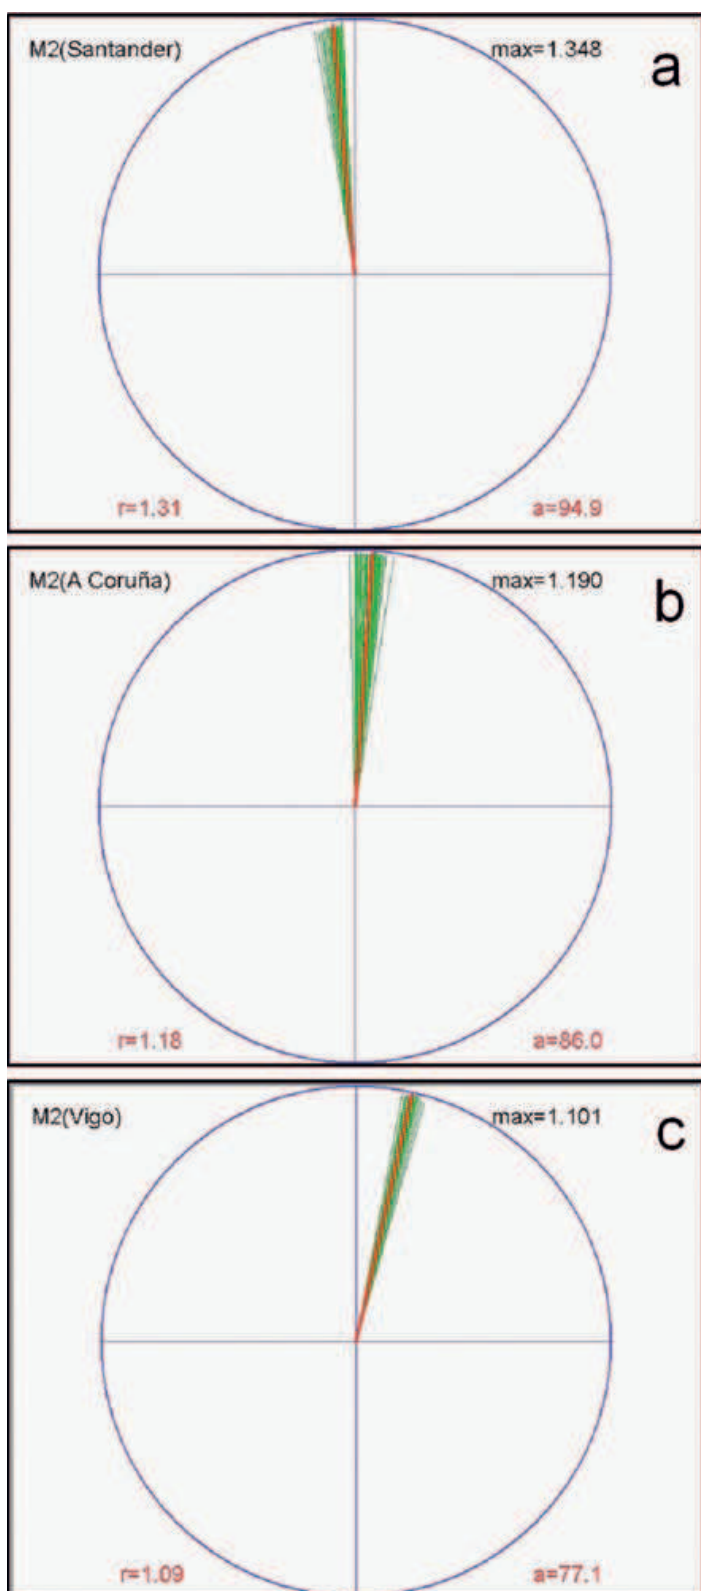 M2(Santander) max=1.348 a
r=1.31 a=94.9
M2(A Coruña) max=1.190 b
r=1.18 a=86.0
M2(Vigo) max=1.101 c
r=1.09 a=77.1